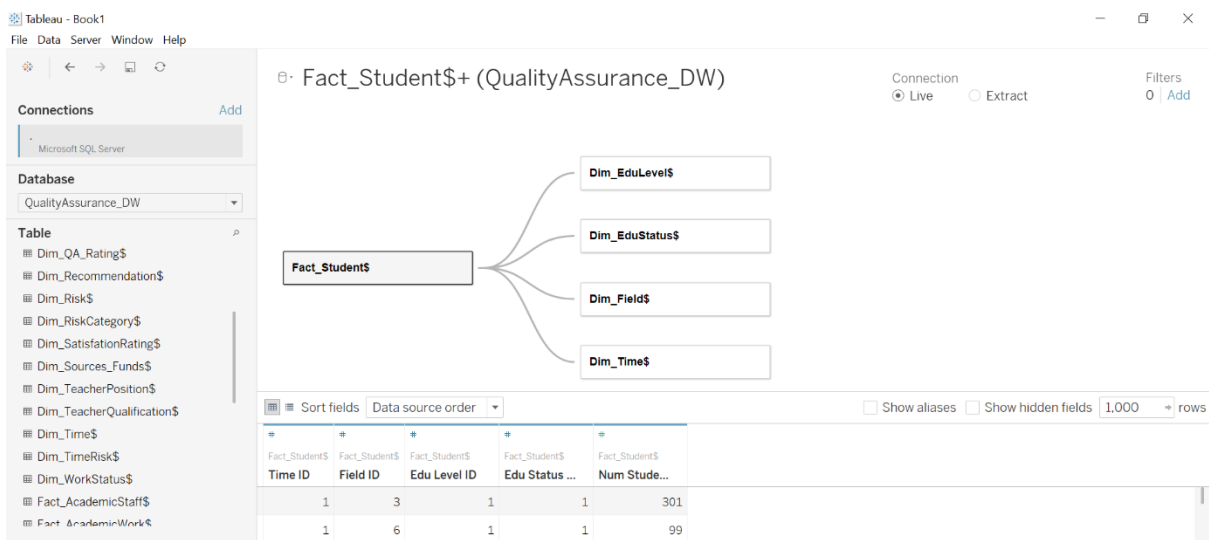 Tableau - Book1
File Data Server Window Help
Connections Add
.
Microsoft SQL Server
Database
QualityAssurance_DW
Table
Dim_QA_Rating$
Dim_Recommendation$
Dim_Risk$
Dim_RiskCategory$
Dim_SatisfationRating$
Dim_Sources_Funds$
Dim_TeacherPosition$
Dim_TeacherQualification$
Dim_Time$
Dim_TimeRisk$
Dim_WorkStatus$
Fact_AcademicStaff$
Fact_AcademicWork$
Fact_Student$+ (QualityAssurance_DW)
Connection
Live Extract
Filters
0 Add
Dim_EduLevel$
Dim_EduStatus$
Fact_Student$
Dim_Field$
Dim_Time$
Sort fields Data source order
Show aliases Show hidden fields 1,000 rows
# # # # #
Fact_Student$ Fact_Student$ Fact_Student$ Fact_Student$ Fact_Student$
Time ID Field ID Edu Level ID Edu Status ... Num Stude...
1 3 1 1 301
1 6 1 1 99